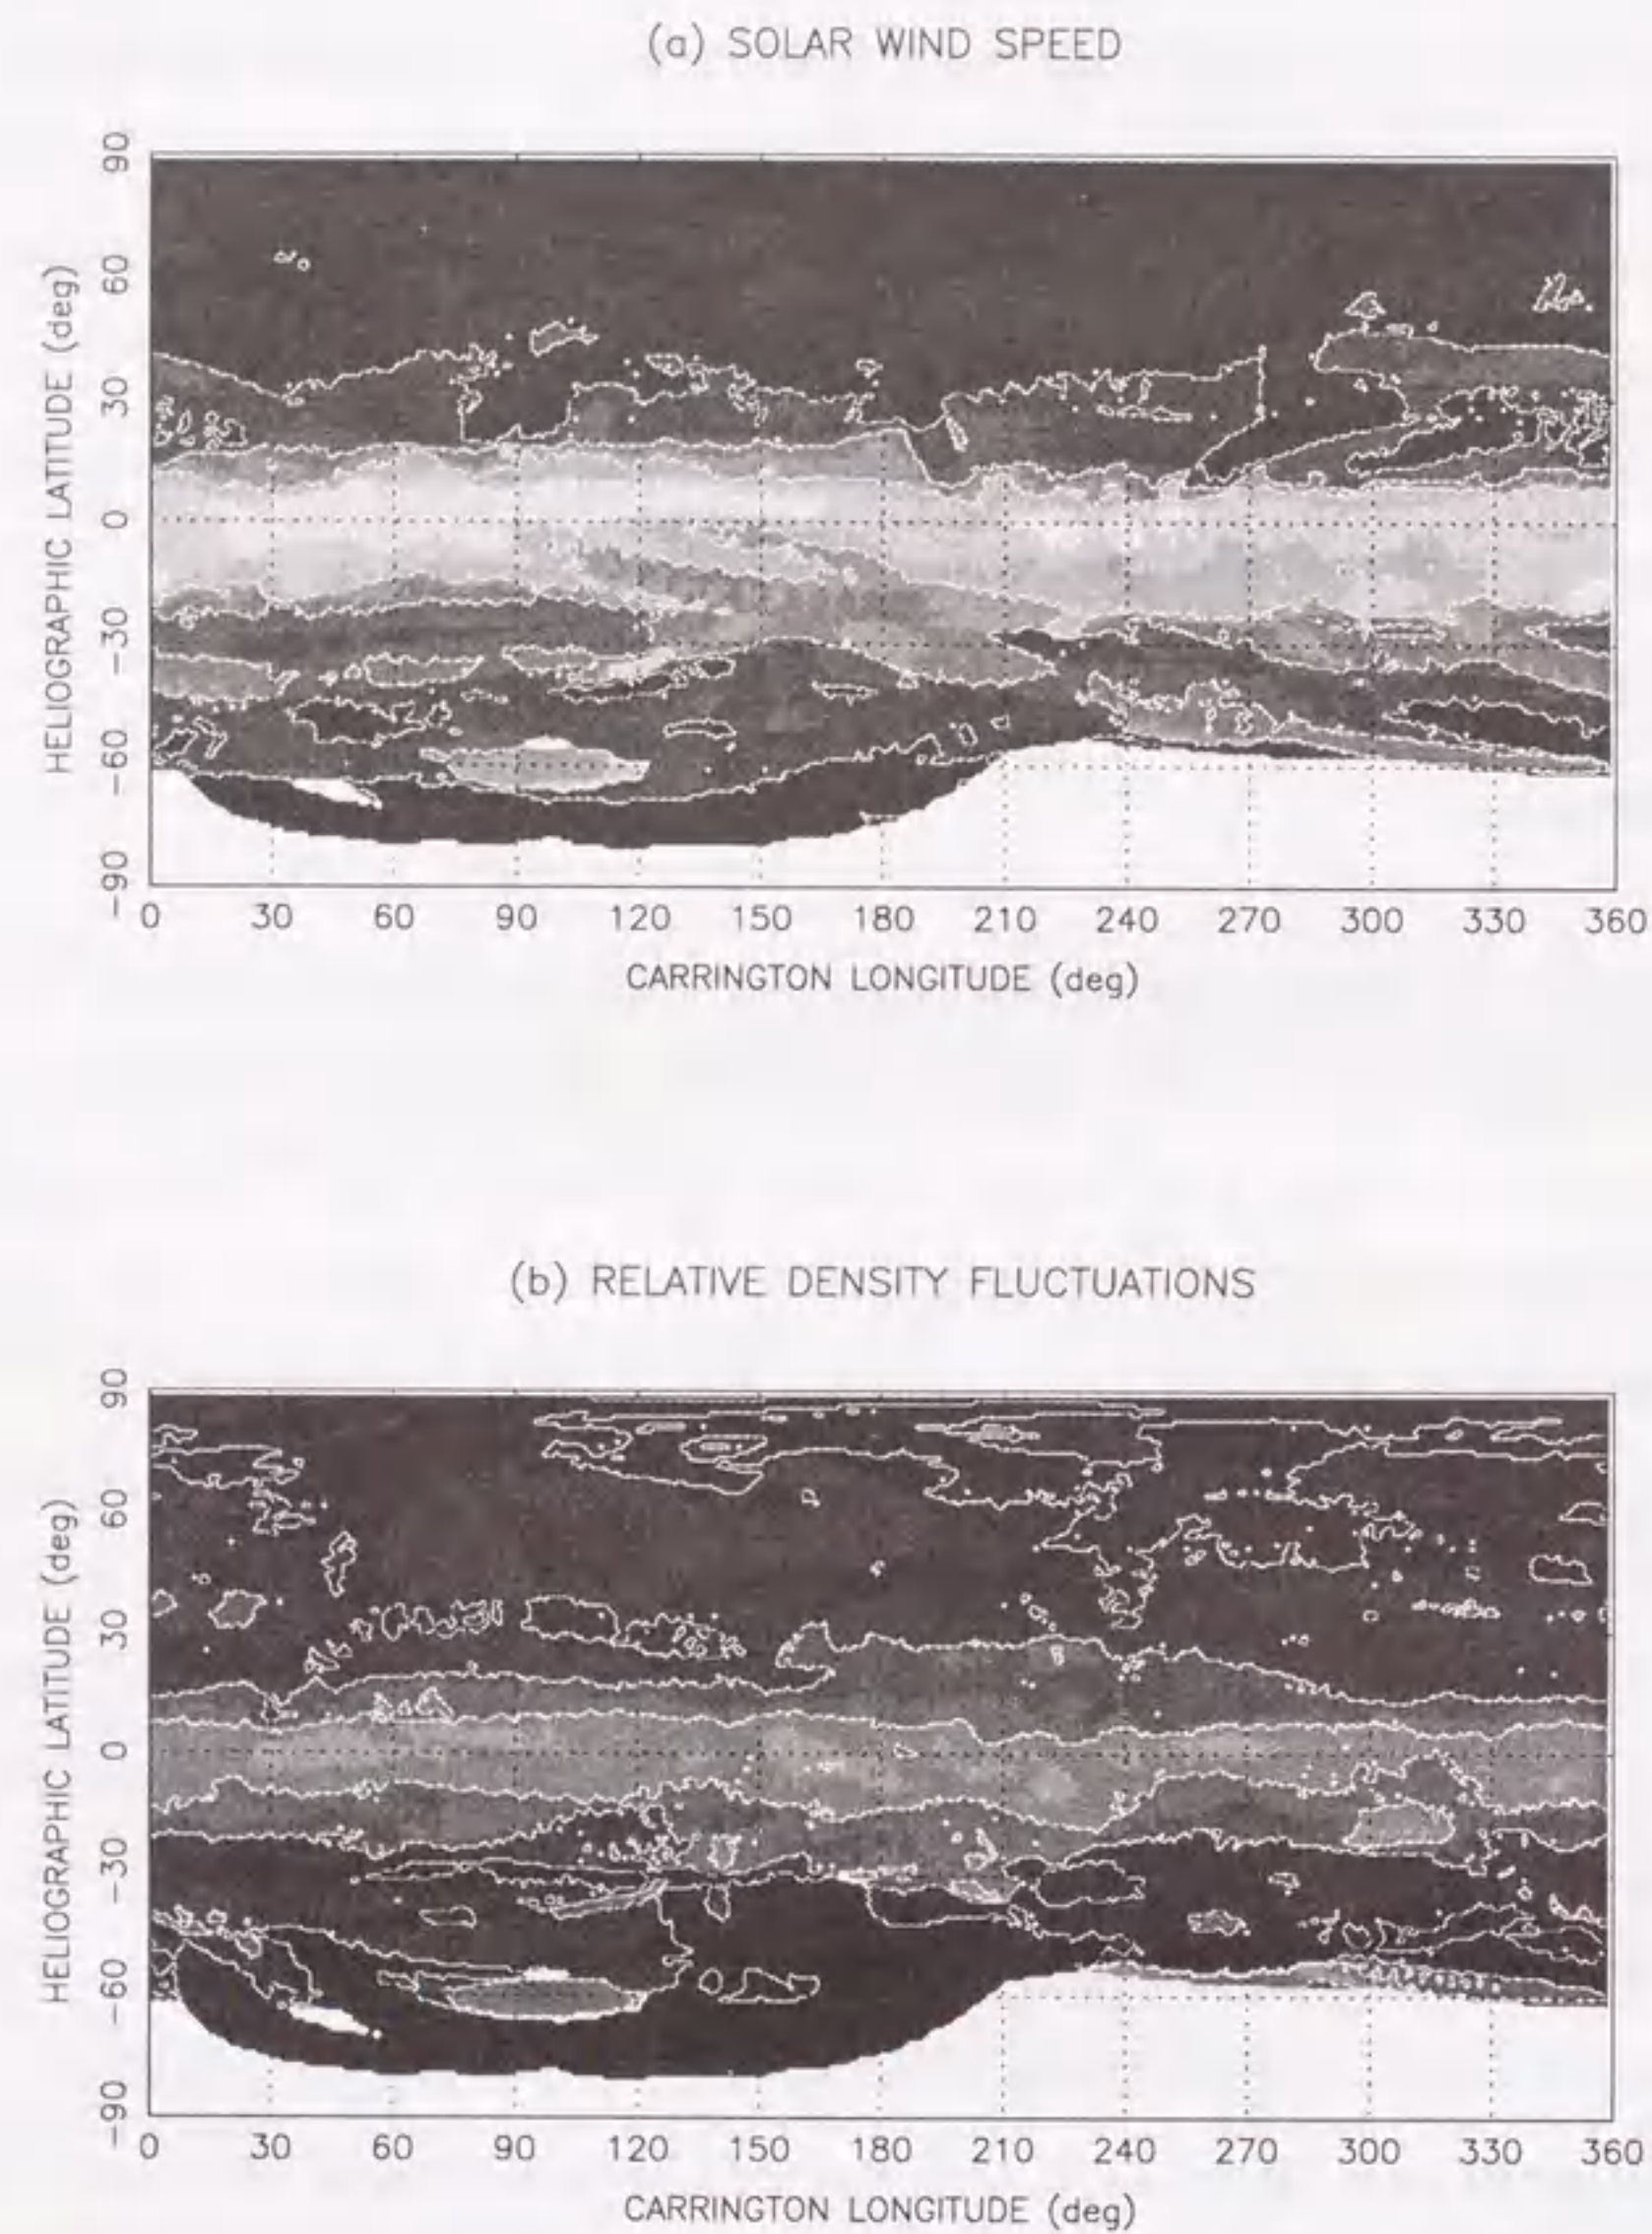 (a) SOLAR WIND SPEED
HELIOGRAPHIC LATITUDE (deg)
90
60
30
0
-30
-60
-90
0 30 60 90 120 150 180 210 240 270 300 330 360
CARRINGTON LONGITUDE (deg)
(b) RELATIVE DENSITY FLUCTUATIONS
HELIOGRAPHIC LATITUDE (deg)
90
60
30
0
-30
-60
-90
0 30 60 90 120 150 180 210 240 270 300 330 360
CARRINGTON LONGITUDE (deg)